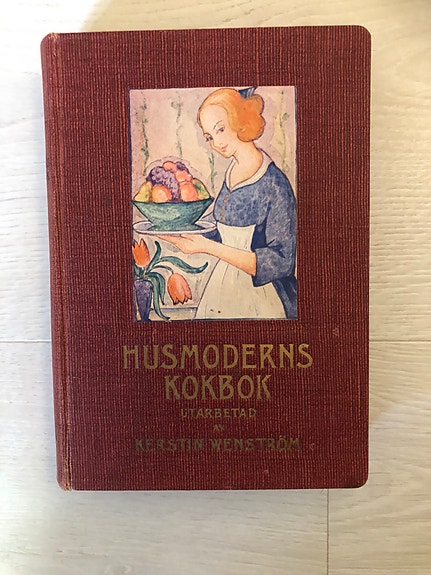 HUSMODERNS
KOKBOK
UTARBETAD
AV
KERSTIN WENSTRÖM